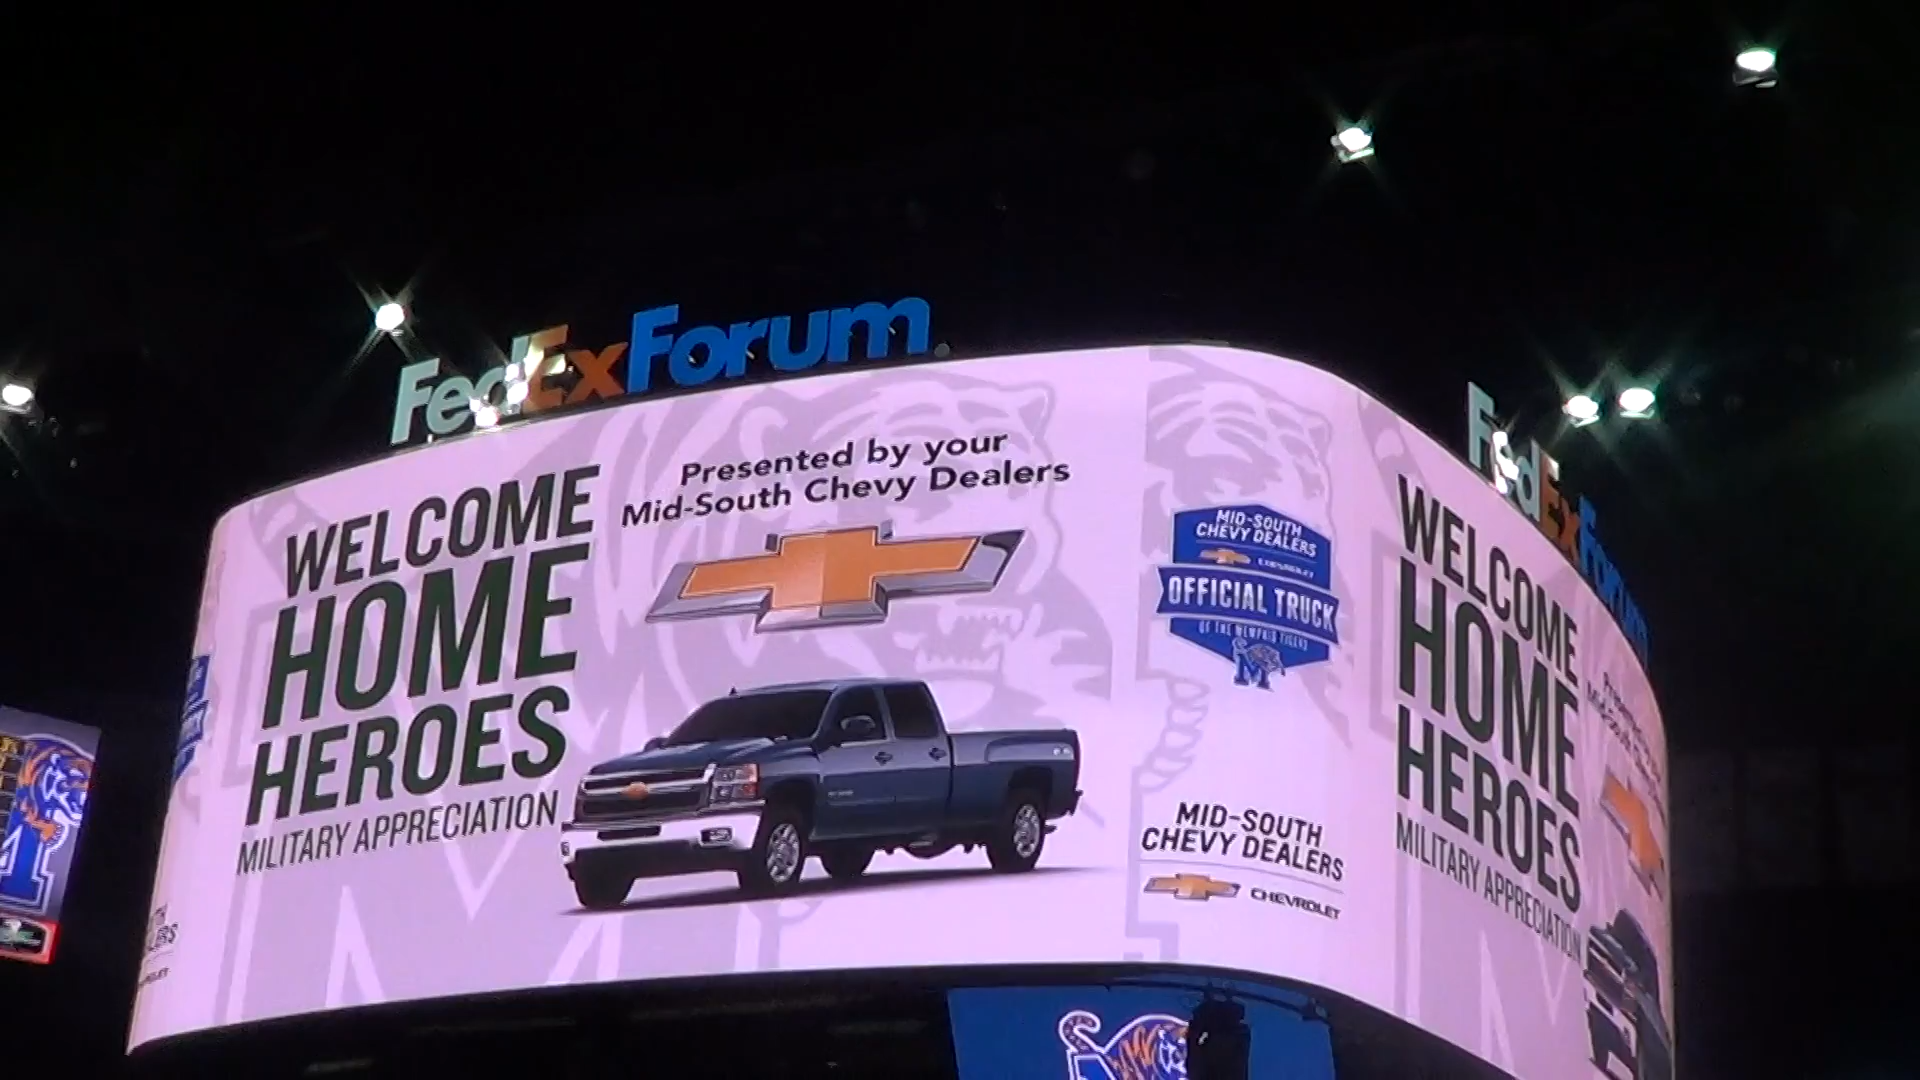 FedExForum
WELCOME
HOME
HEROES
MILITARY APPRECIATION
Presented by your
Mid-South Chevy Dealers
MID-SOUTH
CHEVY DEALERS
CHEVROLET
OFFICIAL TRUCK
OF THE MEMPHIS TIGERS
M
MID-SOUTH
CHEVY DEALERS
CHEVROLET
FedExForum
WELCOME
HOME
HEROES
MILITARY APPRECIATION